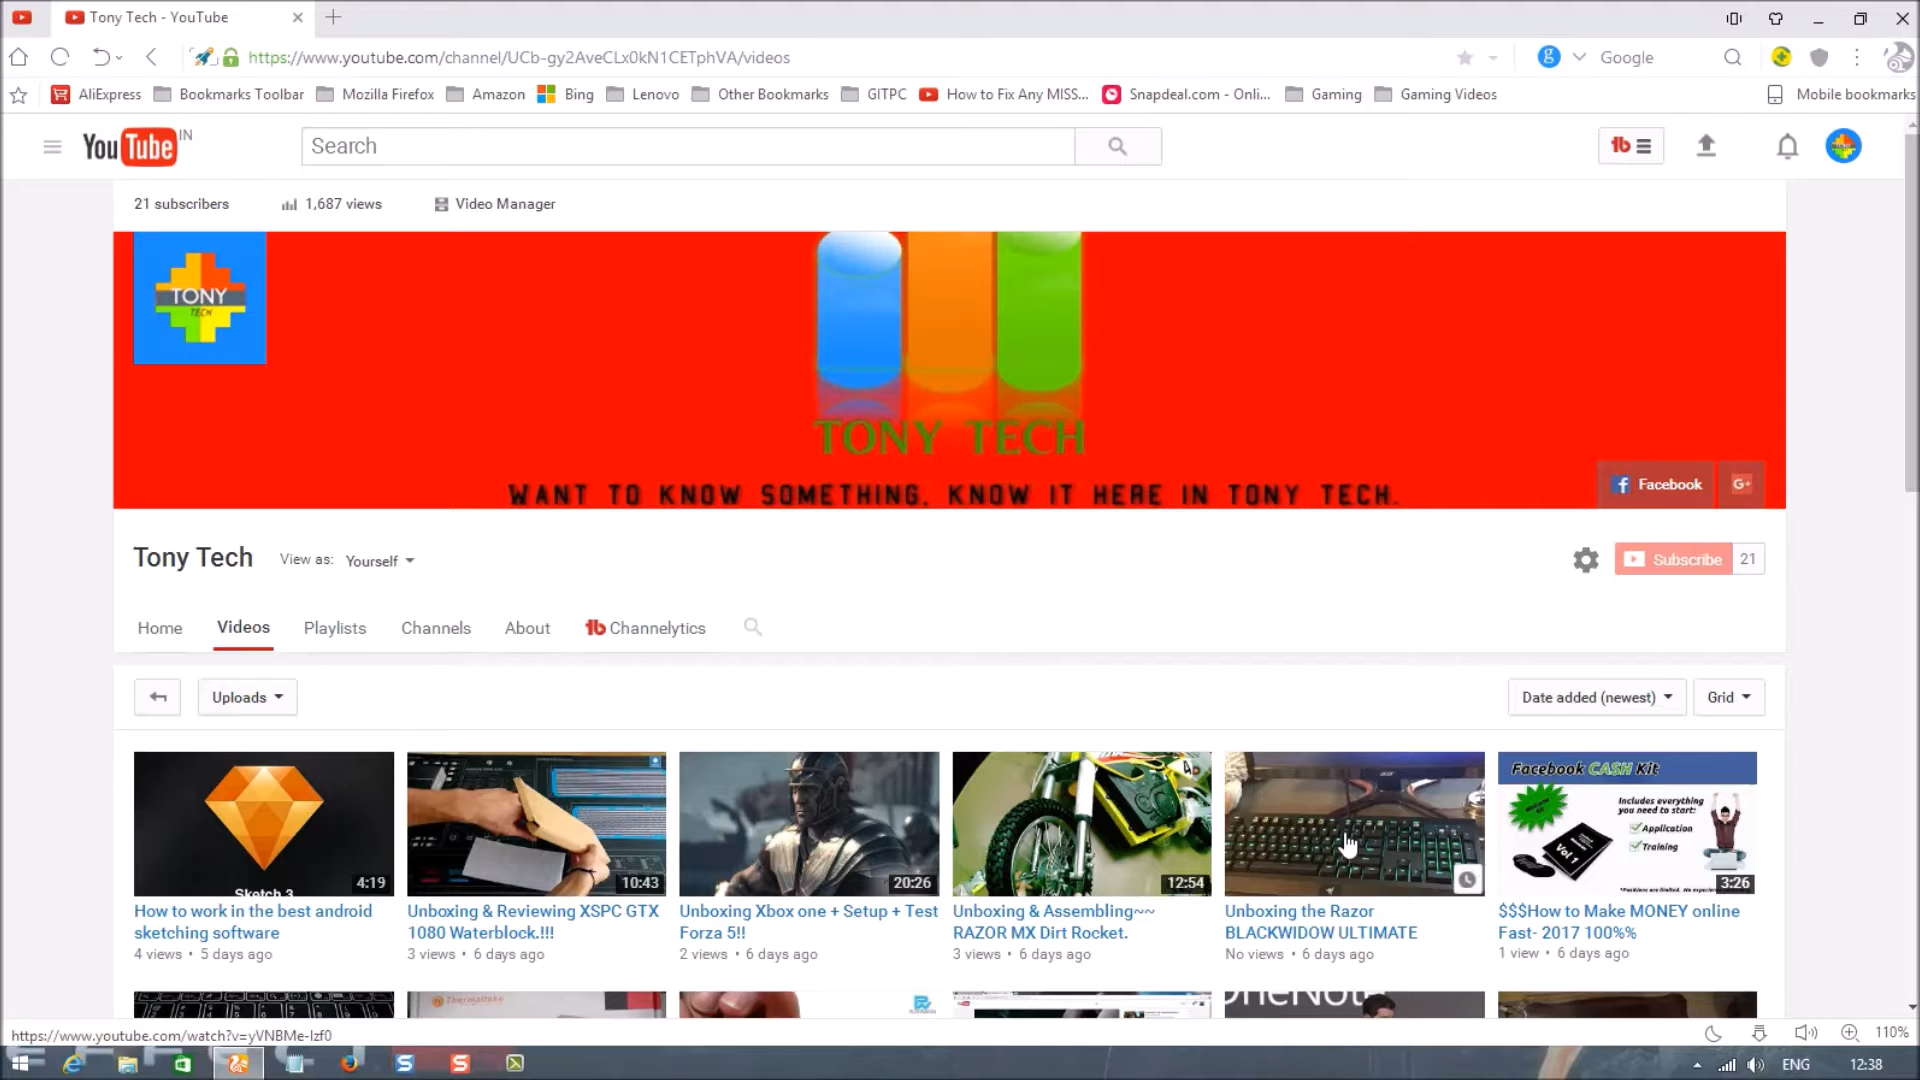 Tony Tech - YouTube
https://www.youtube.com/channel/UCb-gy2AveCLx0kN1CETphVA/videos
Google
AliExpress Bookmarks Toolbar Mozilla Firefox Amazon Bing Lenovo Other Bookmarks GITPC How to Fix Any MISS... Snapdeal.com - Onli... Gaming Gaming Videos Mobile bookmarks
YouTube IN
Search
21 subscribers 1,687 views Video Manager
TONY
TECH
TONY TECH
WANT TO KNOW SOMETHING, KNOW IT HERE IN TONY TECH.
Facebook G+
Tony Tech View as: Yourself
Subscribe 21
Home Videos Playlists Channels About Channelytics
Uploads Date added (newest) Grid
Facebook CASH Kit
Includes everything
you need to start:
Application
Training
Vol 1
Sketch 3
4:19 10:43 20:26 12:54 3:26
How to work in the best android
sketching software
4 views • 5 days ago
Unboxing & Reviewing XSPC GTX
1080 Waterblock.!!!
3 views • 6 days ago
Unboxing Xbox one + Setup + Test
Forza 5!!
2 views • 6 days ago
Unboxing & Assembling~~
RAZOR MX Dirt Rocket.
3 views • 6 days ago
Unboxing the Razor
BLACKWIDOW ULTIMATE
No views • 6 days ago
$$$How to Make MONEY online
Fast- 2017 100%%
1 view • 6 days ago
Thermaltake
OneNote
https://www.youtube.com/watch?v=yVNBMe-Izf0
110%
ENG 12:38